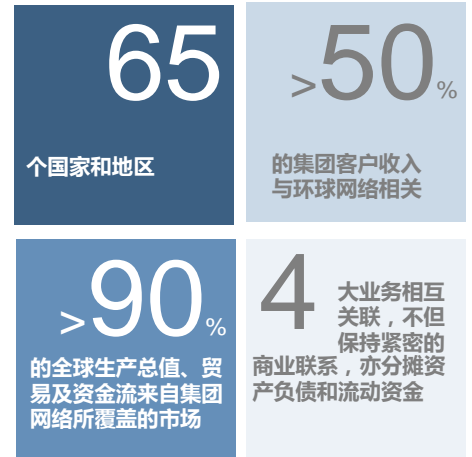 65
个国家和地区
>50%
的集团客户收入
与环球网络相关
>90%
的全球生产总值、贸
易及资金流来自集团
网络所覆盖的市场
4
大业务相互
关联，不但
保持紧密的
商业联系，亦分摊资
产负债和流动资金